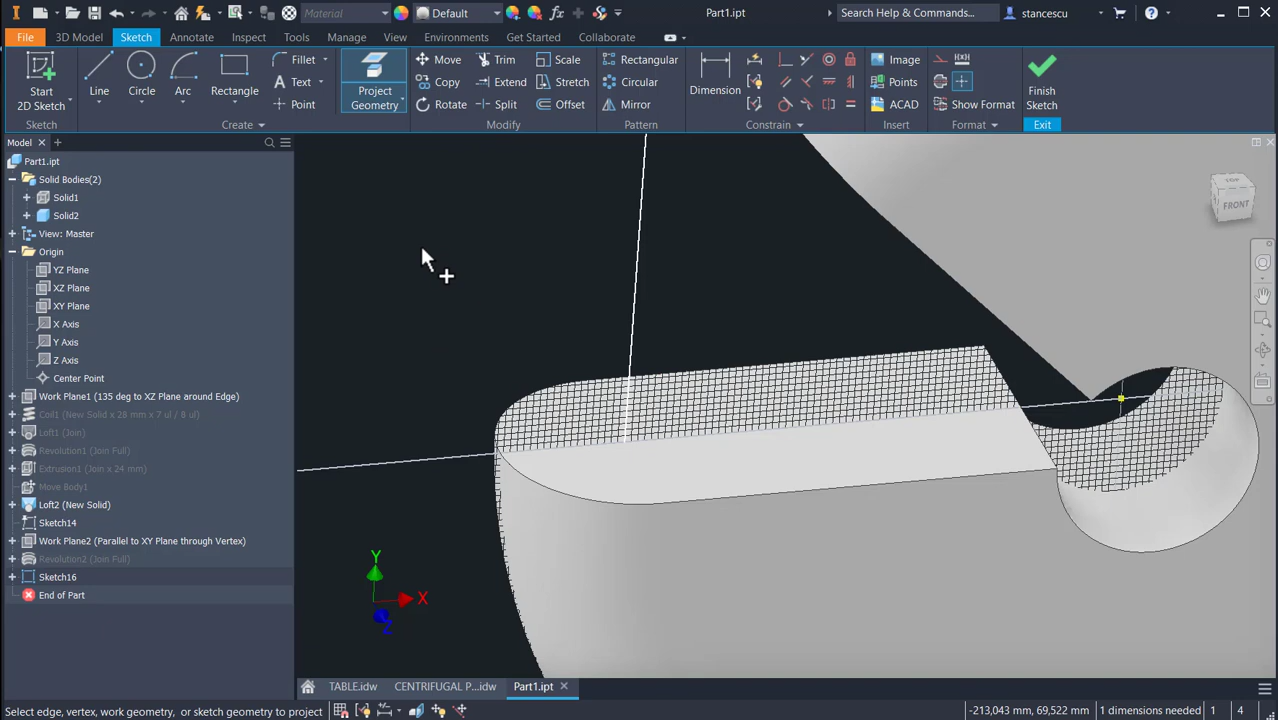 Material Default Part1.ipt Search Help & Commands... stancescu
File 3D Model Sketch Annotate Inspect Tools Manage View Environments Get Started Collaborate
Start 2D Sketch Line Circle Arc Rectangle Fillet Text Point Project Geometry Move Copy Rotate Trim Extend Split Scale Stretch Offset Rectangular Circular Mirror Dimension Image Points ACAD Show Format Finish Sketch
Sketch Create Modify Pattern Constrain Insert Format Exit
Model
Part1.ipt
Solid Bodies(2)
Solid1
Solid2
View: Master
Origin
YZ Plane
XZ Plane
XY Plane
X Axis
Y Axis
Z Axis
Center Point
Work Plane1 (135 deg to XZ Plane around Edge)
Coil1 (New Solid x 28 mm x 7 ul / 8 ul)
Loft1 (Join)
Revolution1 (Join Full)
Extrusion1 (Join x 24 mm)
Move Body1
Loft2 (New Solid)
Sketch14
Work Plane2 (Parallel to XY Plane through Vertex)
Revolution2 (Join Full)
Sketch16
End of Part
TOP
FRONT
Y
X
Z
TABLE.idw CENTRIFUGAL P...idw Part1.ipt
Select edge, vertex, work geometry, or sketch geometry to project -213,043 mm, 69,522 mm 1 dimensions needed 1 4